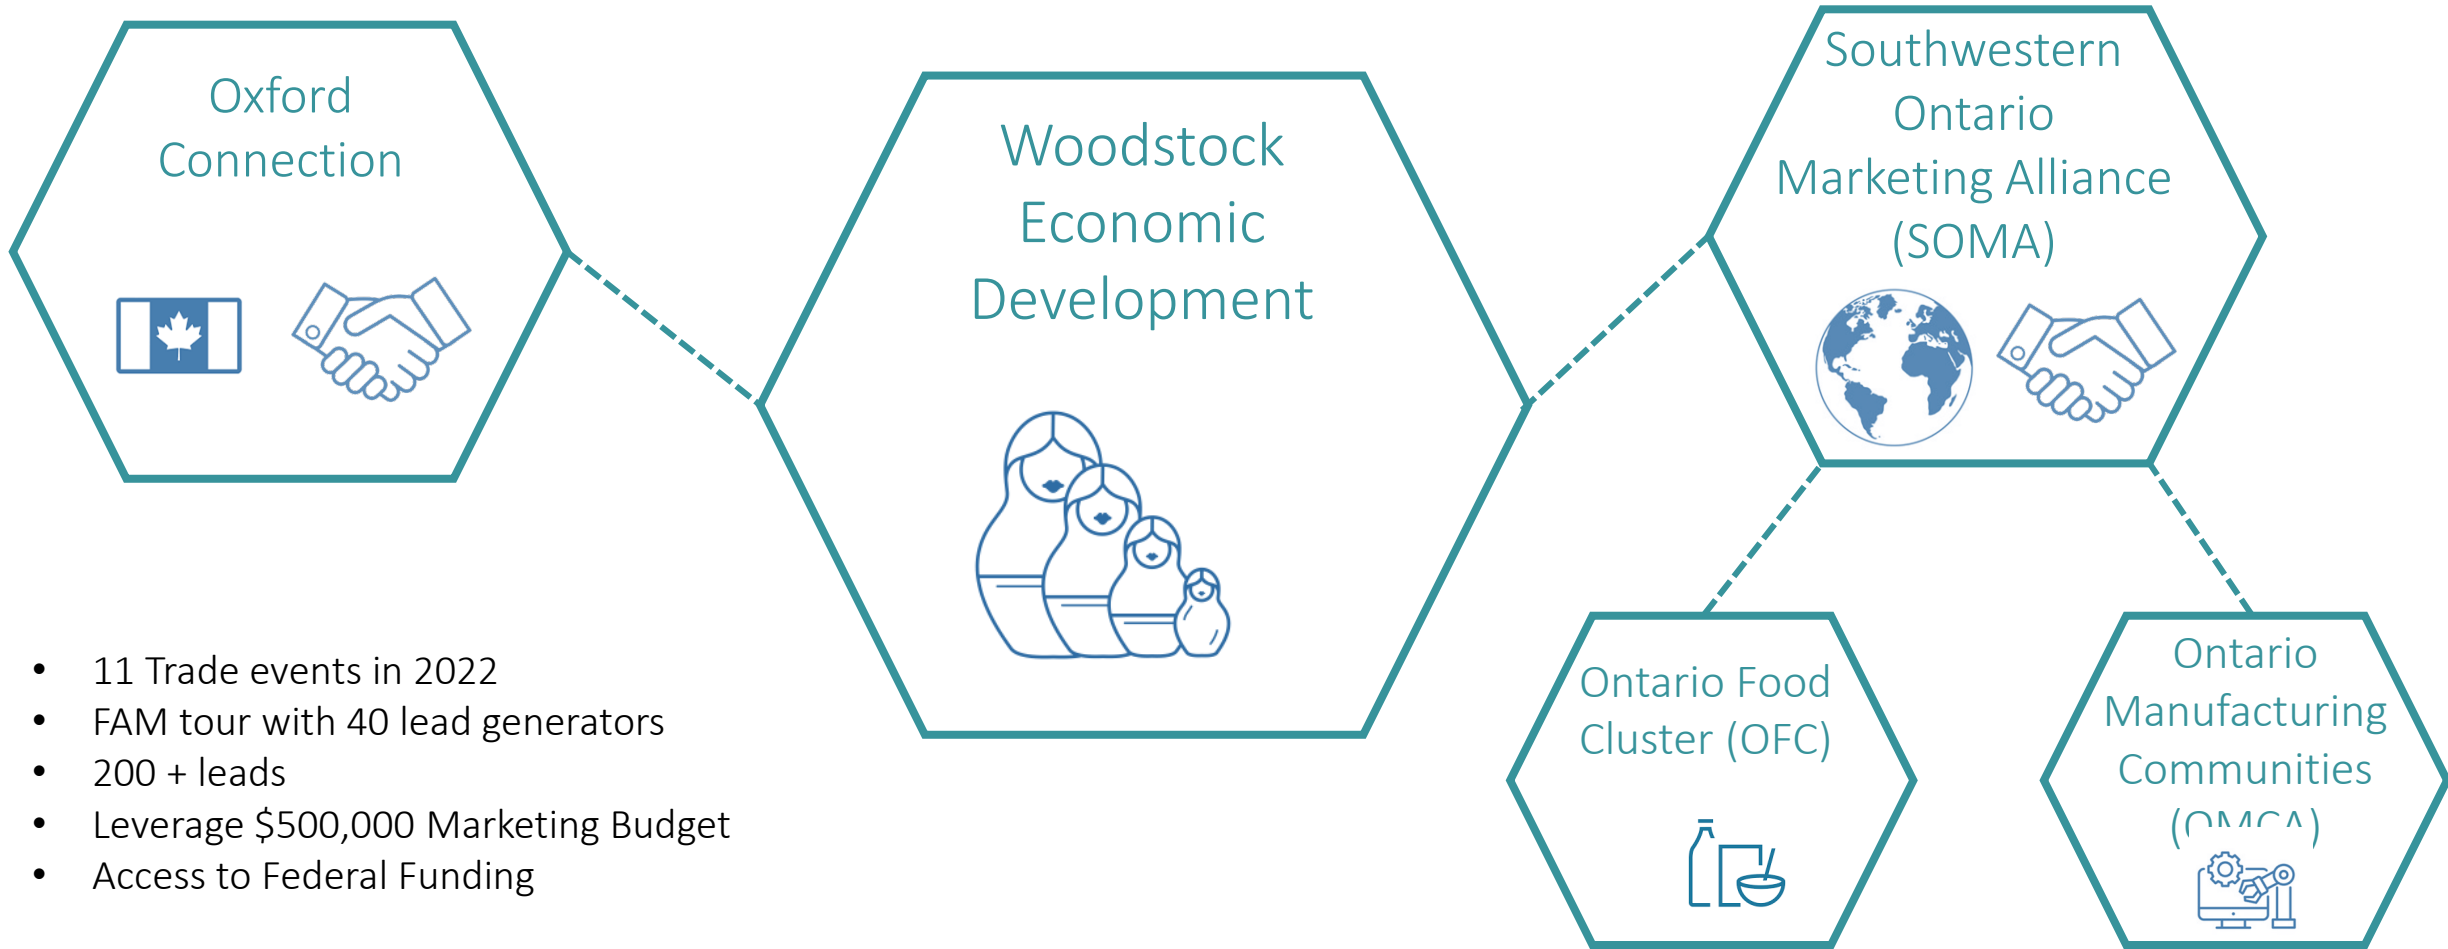 Oxford
Connection
Woodstock
Economic
Development
Southwestern
Ontario
Marketing Alliance
(SOMA)
Ontario Food
Cluster (OFC)
Ontario
Manufacturing
Communities
(OMCA)
• 11 Trade events in 2022
• FAM tour with 40 lead generators
• 200 + leads
• Leverage $500,000 Marketing Budget
• Access to Federal Funding